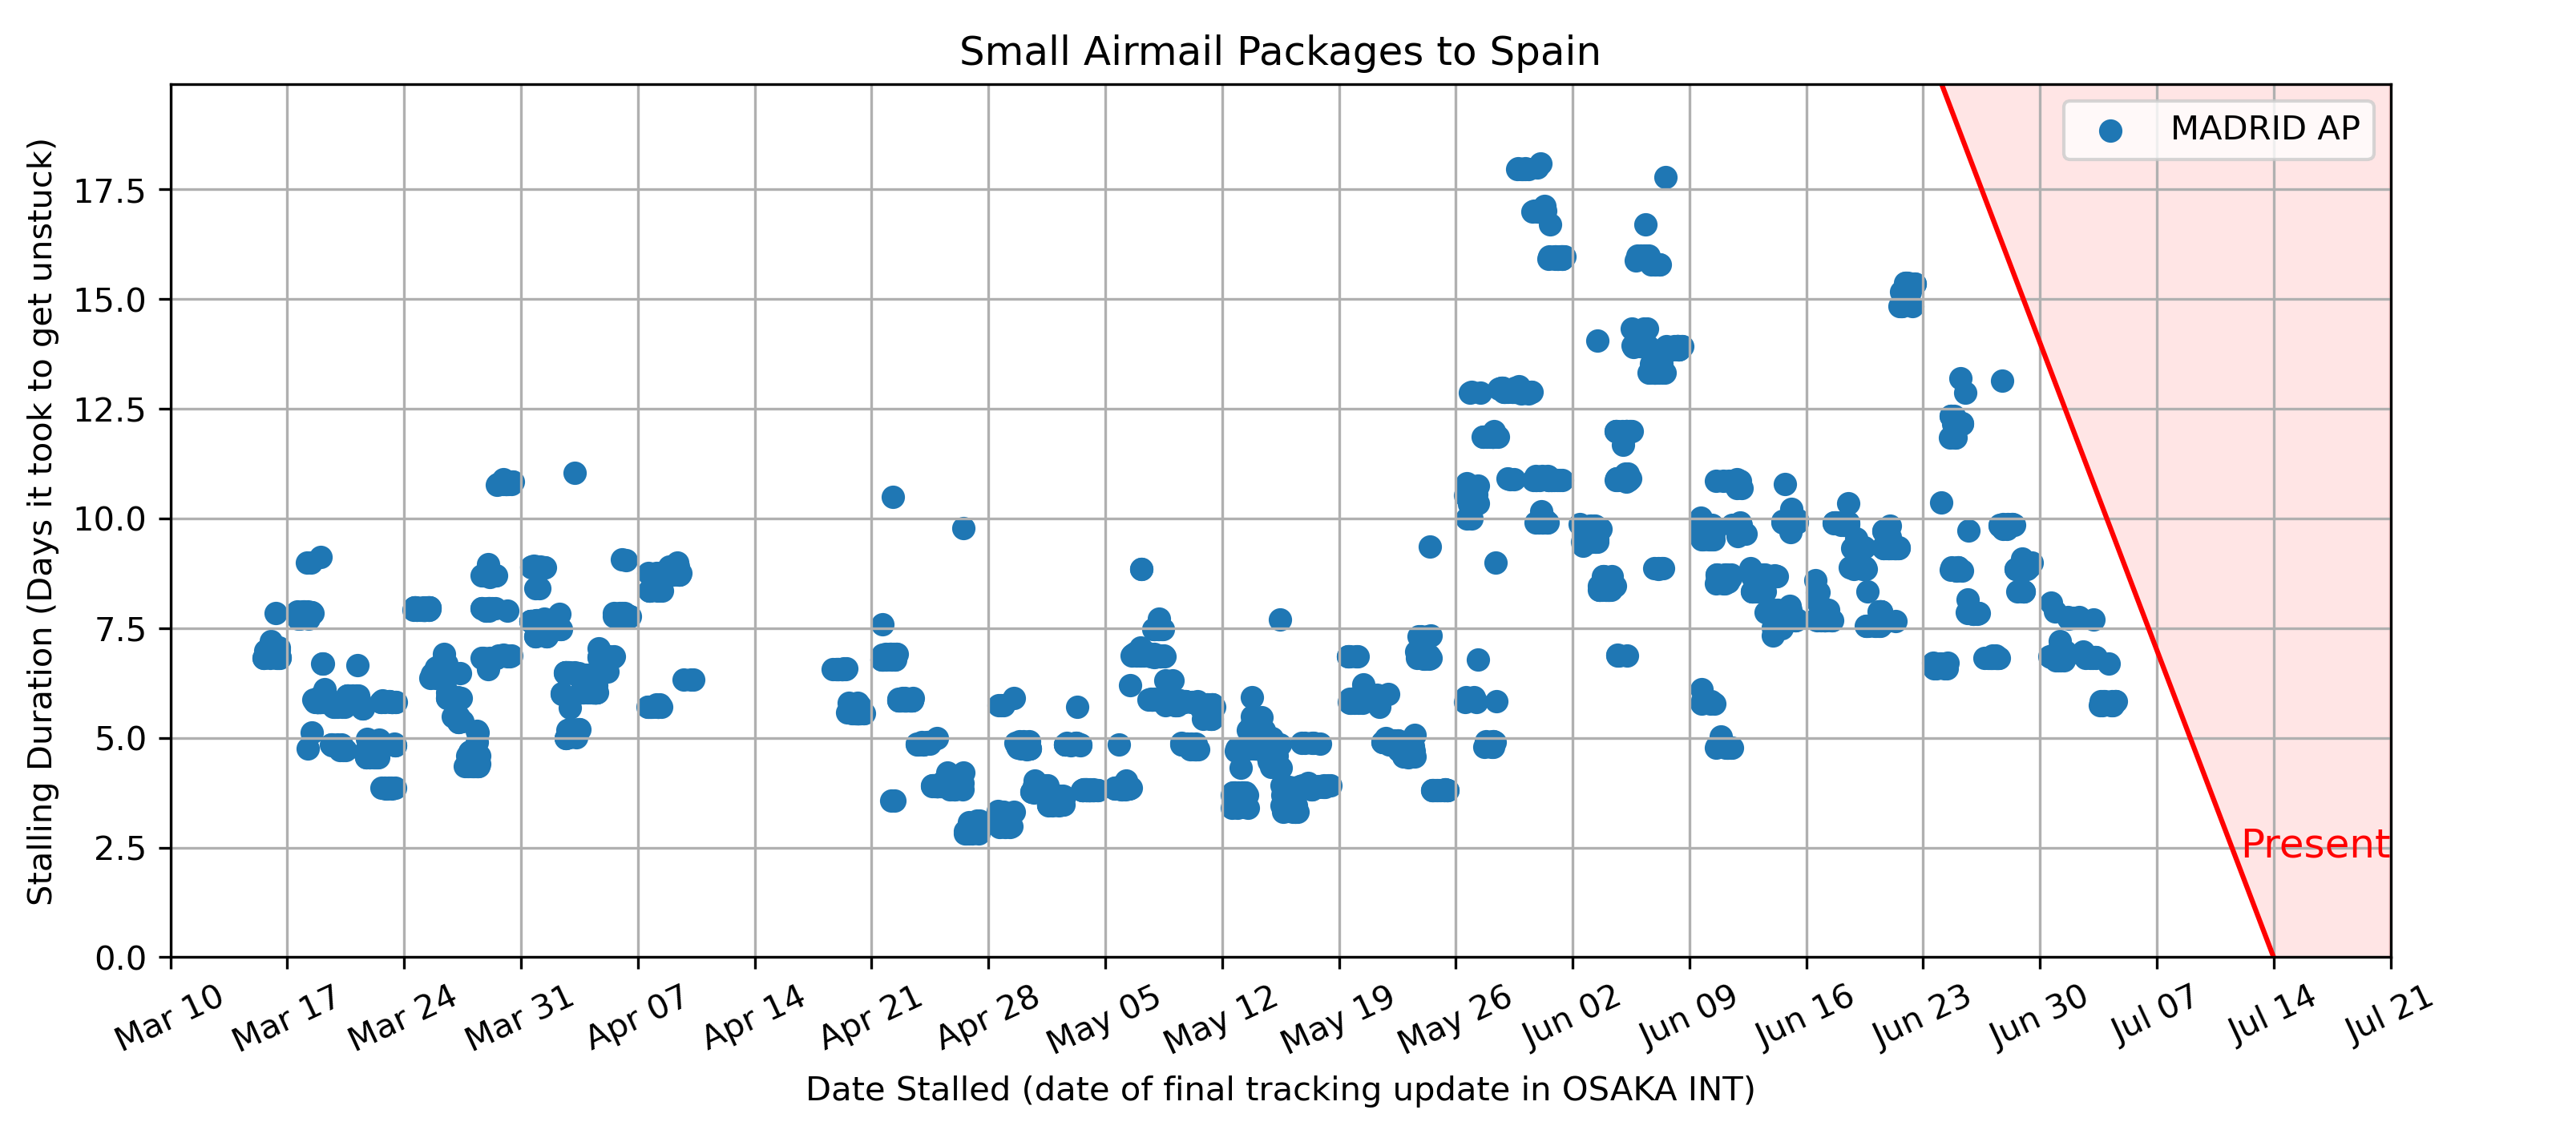 Small Airmail Packages to Spain
MADRID AP
Stalling Duration (Days it took to get unstuck)
17.5
15.0
12.5
10.0
7.5
5.0
2.5
0.0
Present
Mar 10
Mar 17
Mar 24
Mar 31
Apr 07
Apr 14
Apr 21
Apr 28
May 05
May 12
May 19
May 26
Jun 02
Jun 09
Jun 16
Jun 23
Jun 30
Jul 07
Jul 14
Jul 21
Date Stalled (date of final tracking update in OSAKA INT)